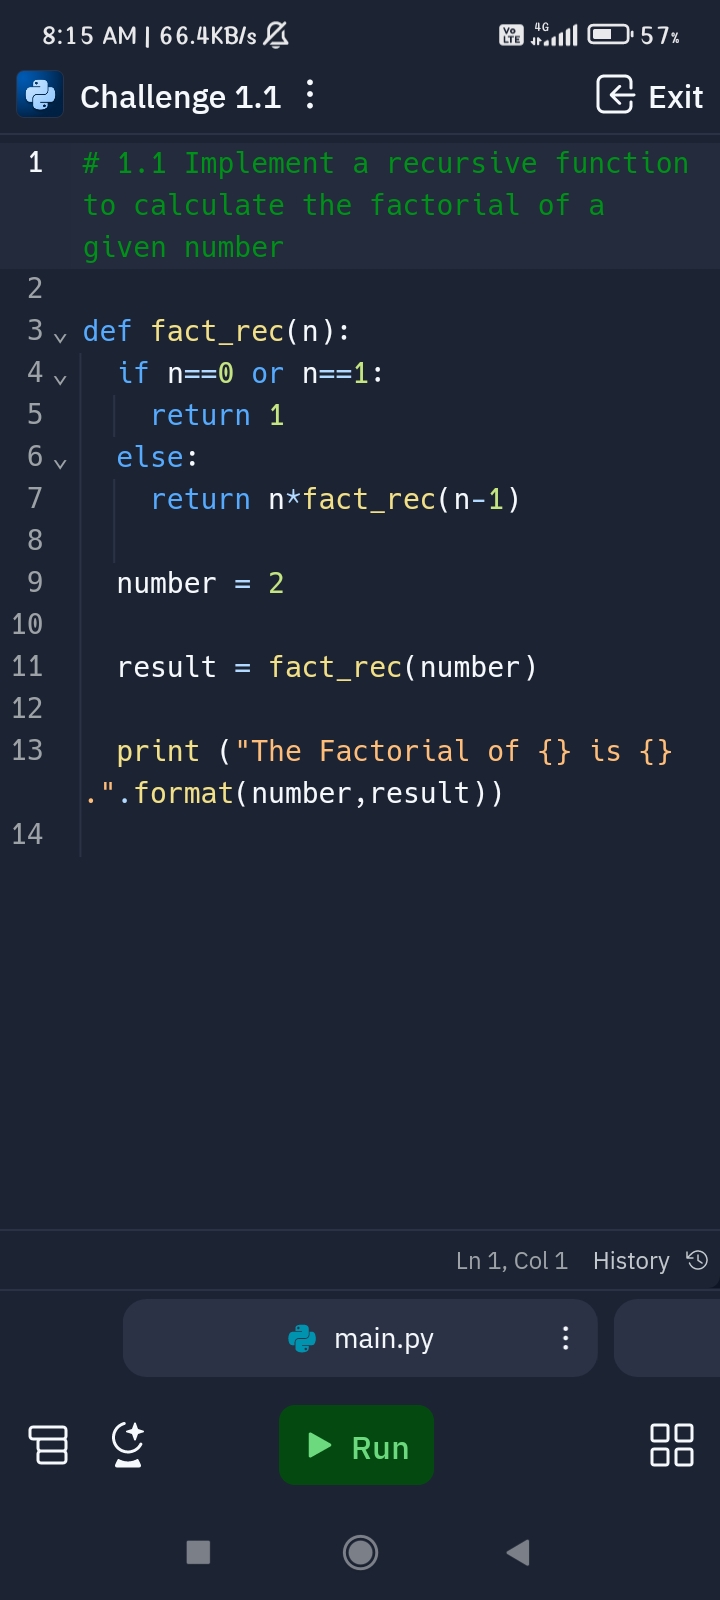 8:15 AM | 66.4KB/s
Vo LTE 4G 57%
Challenge 1.1
Exit
1 # 1.1 Implement a recursive function
to calculate the factorial of a
given number
2
3 def fact_rec(n):
4   if n==0 or n==1:
5     return 1
6   else:
7     return n*fact_rec(n-1)
8
9   number = 2
10
11   result = fact_rec(number)
12
13   print ("The Factorial of {} is {}
.".format(number,result))
14
Ln 1, Col 1 History
main.py
Run